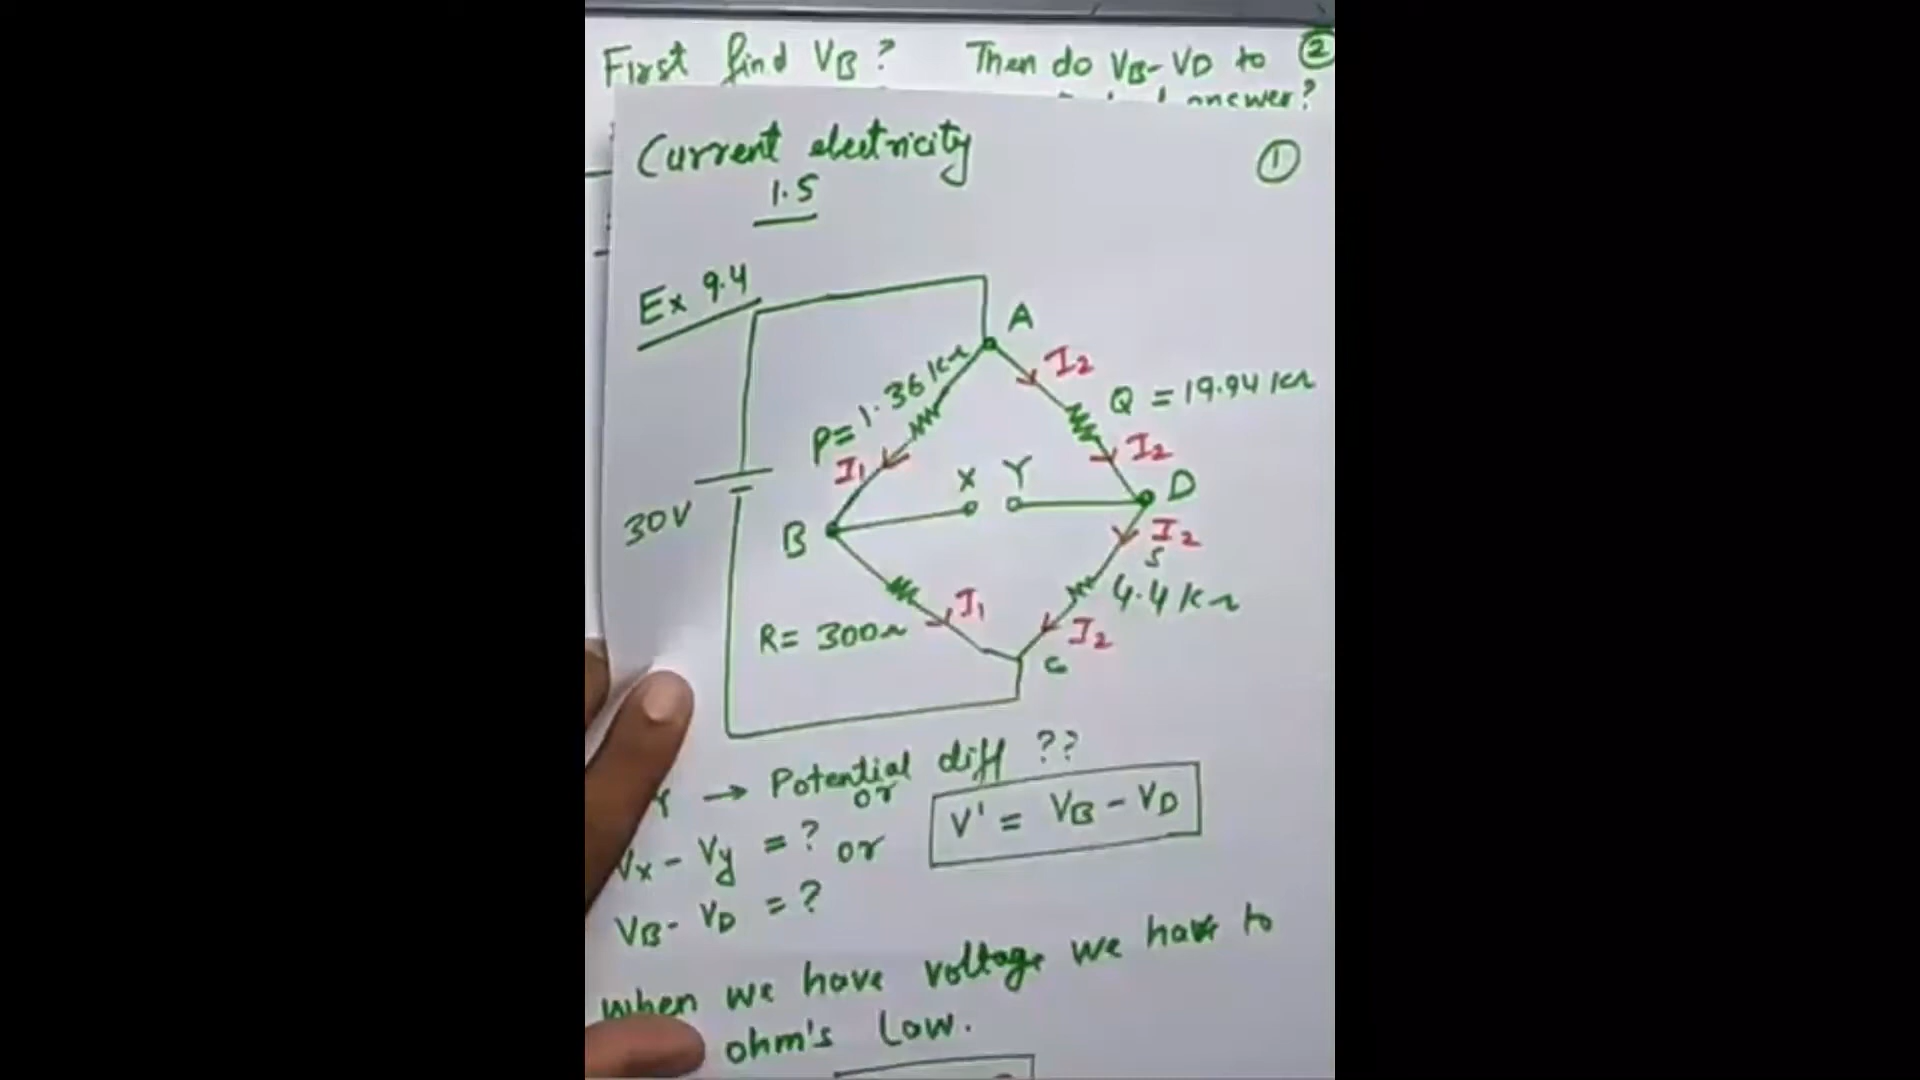 First find VB? Then do VB-VD to ②
answer?
Current electricity ①
1.5
Ex 9.4
A
I2
P=1.36 KΩ
Q = 19.94 KΩ
I1
I2
X Y
D
30V
B
I2
S
4.4 KΩ
I1
R= 300Ω
I2
C
Y → Potential diff ??
or
V' = VB - VD
Vx - Vy = ? or
VB- VD = ?
when we have voltage we have to
ohm's Law.